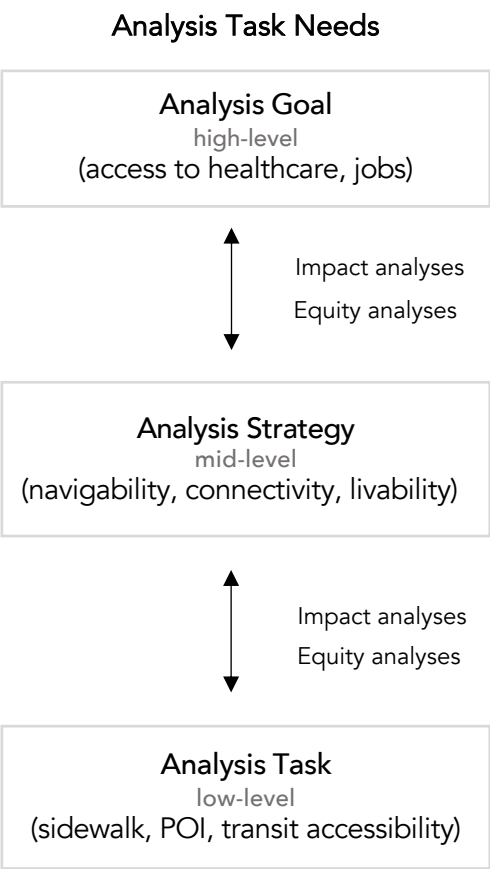 Analysis Task Needs
Analysis Goal
high-level
(access to healthcare, jobs)
Impact analyses
Equity analyses
Analysis Strategy
mid-level
(navigability, connectivity, livability)
Impact analyses
Equity analyses
Analysis Task
low-level
(sidewalk, POI, transit accessibility)